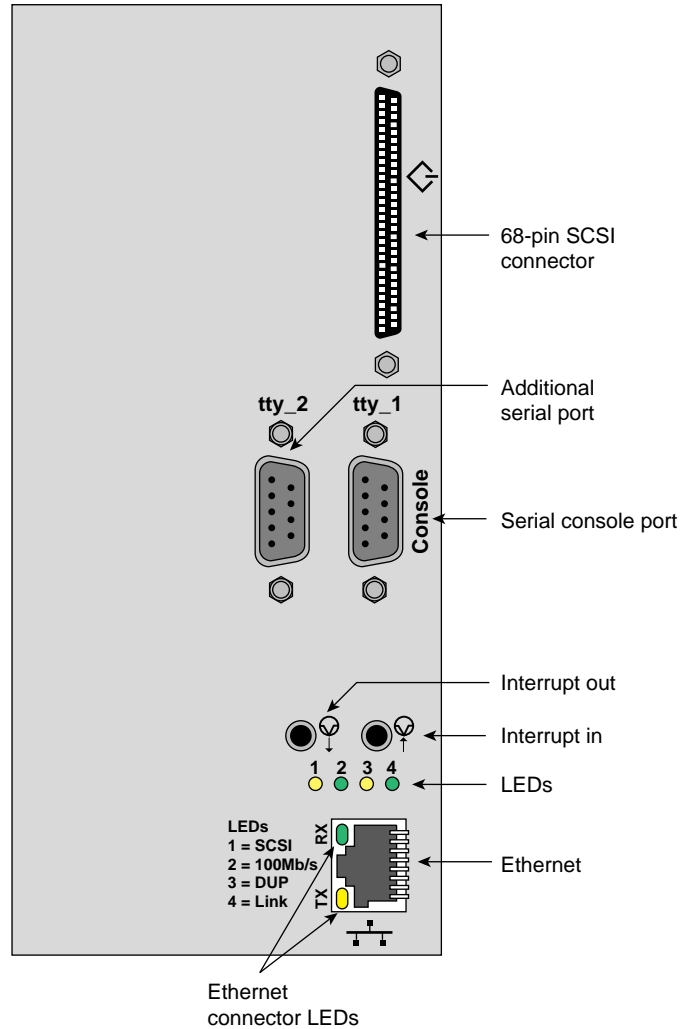 68-pin SCSI
connector
Additional
serial port
tty_2
tty_1
Console
Serial console port
Interrupt out
Interrupt in
1 2 3 4
LEDs
LEDs
1 = SCSI
2 = 100Mb/s
3 = DUP
4 = Link
RX
TX
Ethernet
Ethernet
connector LEDs